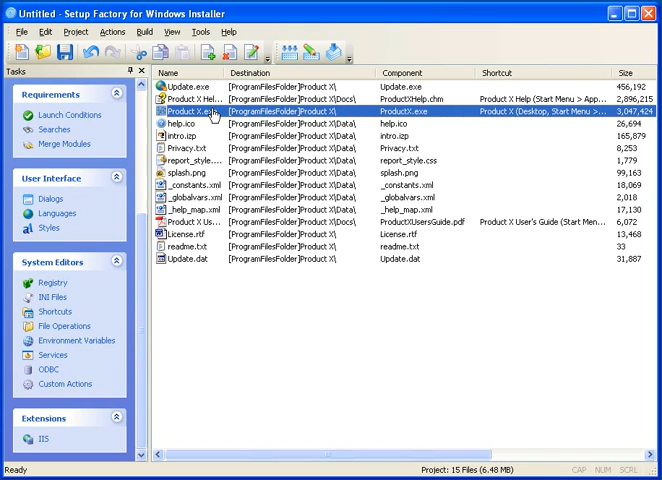 Untitled - Setup Factory for Windows Installer
File Edit Project Actions Build View Tools Help
Tasks
Requirements
Launch Conditions
Searches
Merge Modules
User Interface
Dialogs
Languages
Styles
System Editors
Registry
INI Files
Shortcuts
File Operations
Environment Variables
Services
ODBC
Custom Actions
Extensions
IIS
Name Destination Component Shortcut Size
Update.exe [ProgramFilesFolder]Product X\ Update.exe 456,192
Product X Hel... [ProgramFilesFolder]Product X\Docs\ ProductXHelp.chm Product X Help (Start Menu > App... 2,896,215
Product X.exe [ProgramFilesFolder]Product X\ ProductX.exe Product X (Desktop, Start Menu >... 3,047,424
help.ico [ProgramFilesFolder]Product X\Data\ help.ico 26,694
intro.izp [ProgramFilesFolder]Product X\Data\ intro.izp 165,879
Privacy.txt [ProgramFilesFolder]Product X\Data\ Privacy.txt 8,253
report_style.... [ProgramFilesFolder]Product X\Data\ report_style.css 1,779
splash.png [ProgramFilesFolder]Product X\Data\ splash.png 99,163
_constants.xml [ProgramFilesFolder]Product X\Data\ _constants.xml 18,069
_globalvars.xml [ProgramFilesFolder]Product X\Data\ _globalvars.xml 2,018
_help_map.xml [ProgramFilesFolder]Product X\Data\ _help_map.xml 17,130
Product X Us... [ProgramFilesFolder]Product X\Docs\ ProductXUsersGuide.pdf Product X User's Guide (Start Men... 6,072
License.rtf [ProgramFilesFolder]Product X\ License.rtf 13,468
readme.txt [ProgramFilesFolder]Product X\ readme.txt 33
Update.dat [ProgramFilesFolder]Product X\ Update.dat 31,887
Ready Project: 15 Files (6.48 MB) CAP NUM SCRL